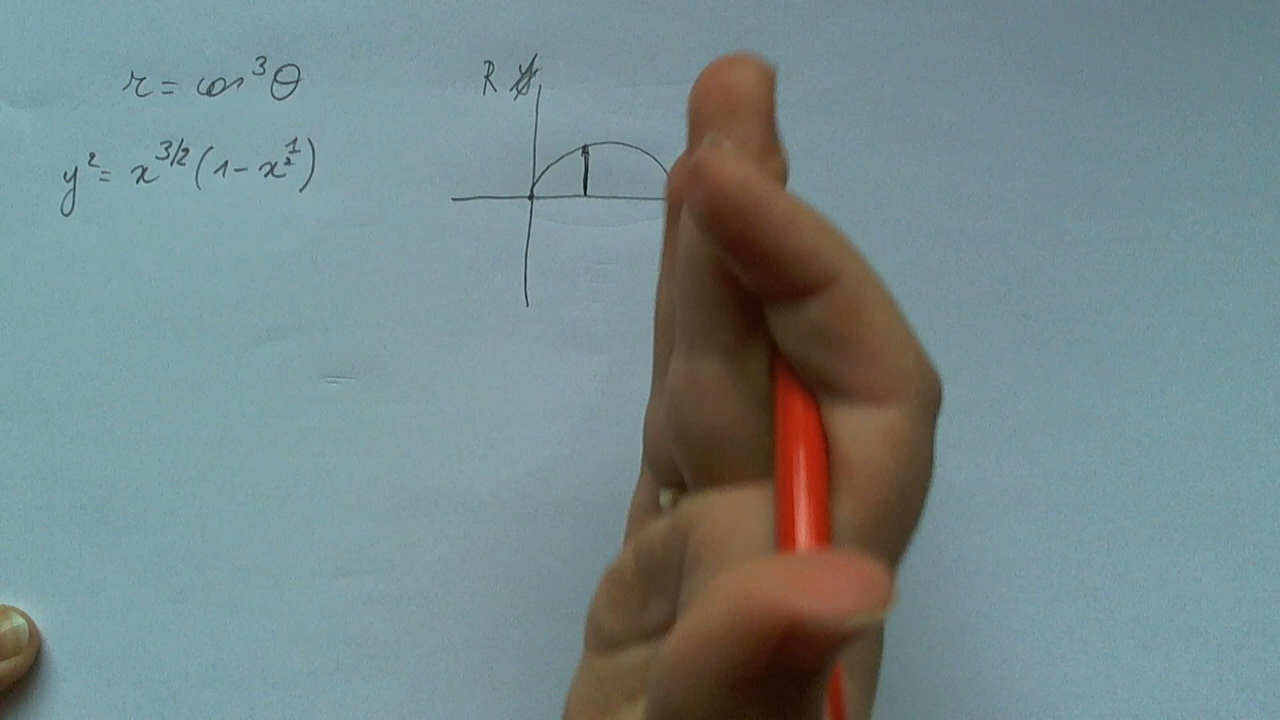 r = cos³θ
R
y² = x^{3/2}(1 - x^{1/2})